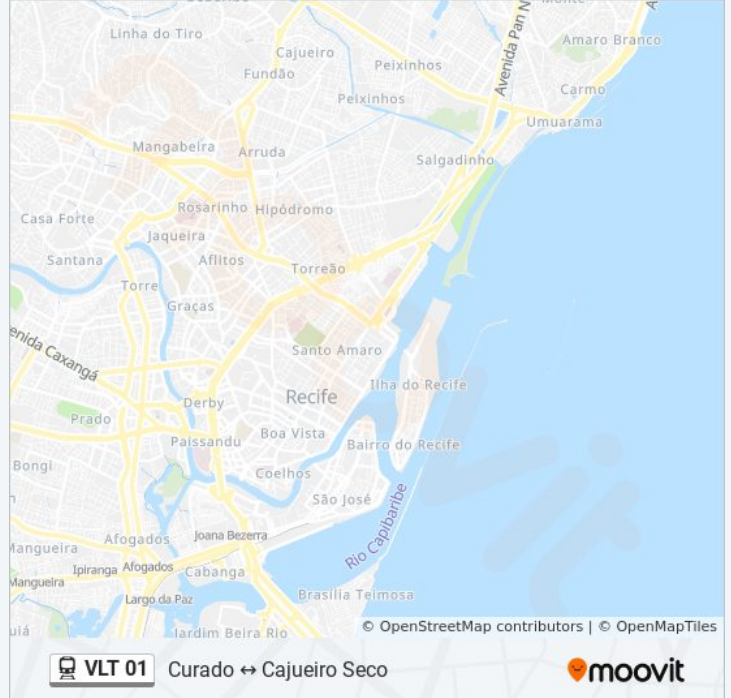 Linha do Tiro
Cajueiro
Fundão
Peixinhos
Peixinhos
Avenida Pan N
Amaro Branco
Carmo
Umuarama
Mangabeira
Arruda
Salgadinho
Casa Forte
Rosarinho
Hipódromo
Jaqueira
Santana
Aflitos
Torreão
Torre
Graças
enida Caxangá
Santo Amaro
Ilha do Recife
Recife
Derby
Prado
Boa Vista
Paissandu
Bairro do Recife
Bongi
Coelhos
São José
Rio Capibaribe
Joana Bezerra
Afogados
Mangueira
Ipiranga
Afogados
Cabanga
Mangueira
Largo da Paz
Brasília Teimosa
uiá
Jardim Beira Rio
© OpenStreetMap contributors | © OpenMapTiles
VLT 01 Curado ↔ Cajueiro Seco
moovit